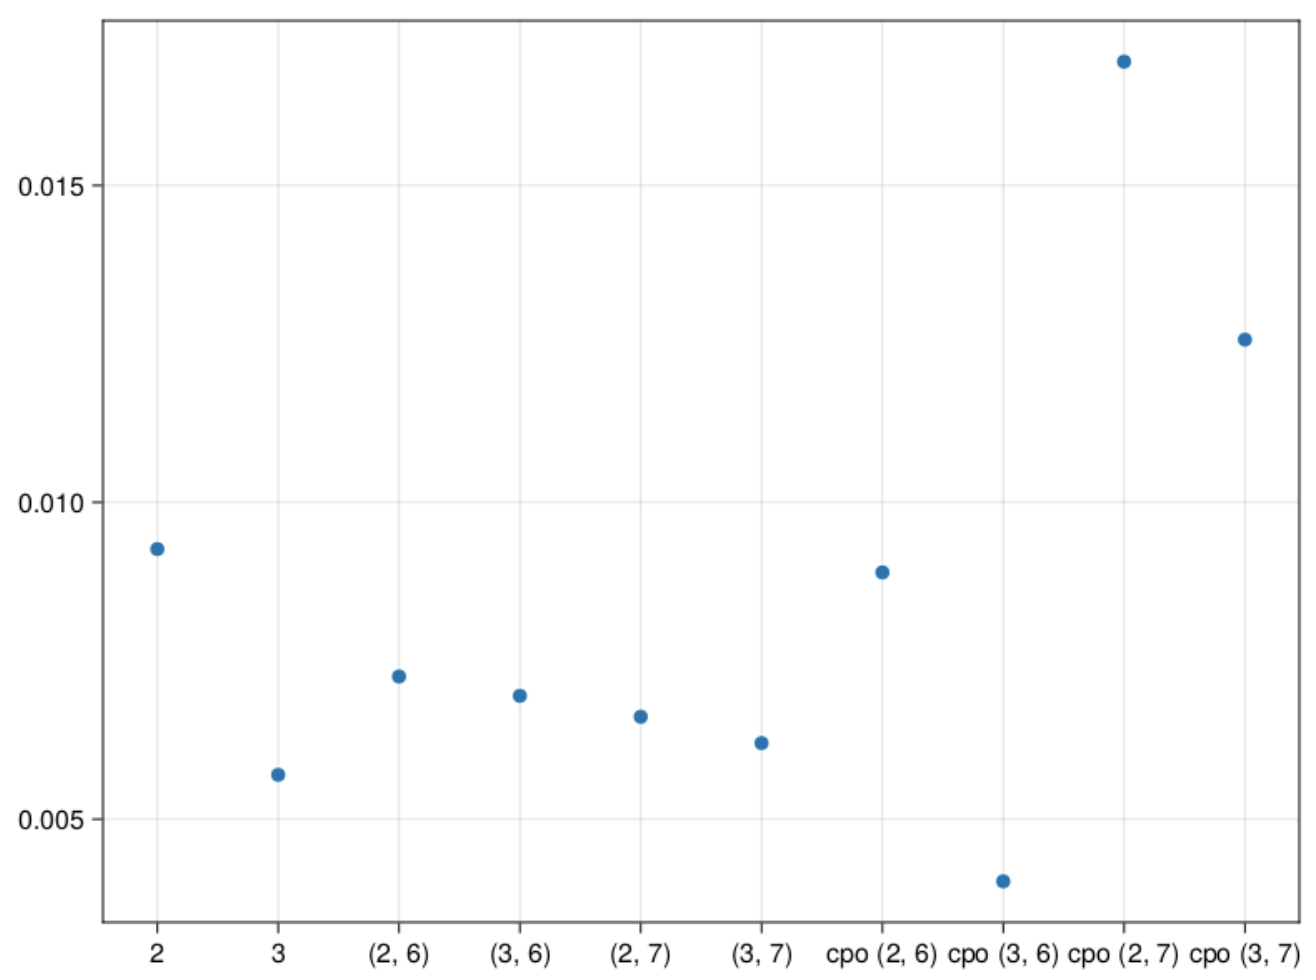 0.015
0.010
0.005
2 3 (2, 6) (3, 6) (2, 7) (3, 7) cpo (2, 6) cpo (3, 6) cpo (2, 7) cpo (3, 7)